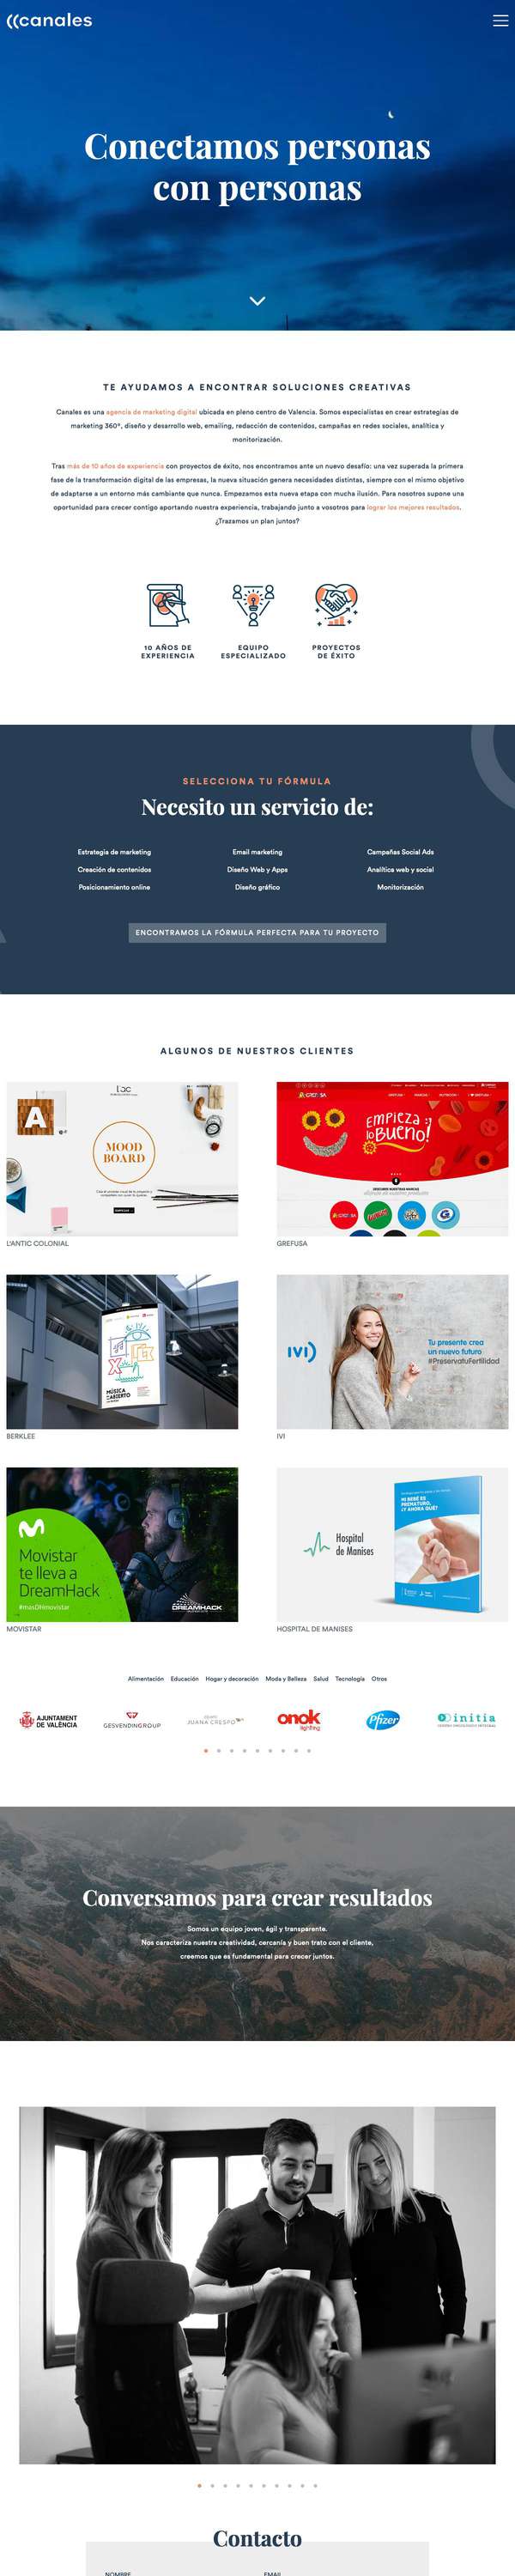 ((canales
Conectamos personas
con personas
TE AYUDAMOS A ENCONTRAR SOLUCIONES CREATIVAS
Canales es una agencia de marketing digital ubicada en pleno centro de Valencia. Somos especialistas en crear estrategias de
marketing 360º, diseño y desarrollo web, emailing, redacción de contenidos, campañas en redes sociales, analítica y
monitorización.
Tras más de 10 años de experiencia con proyectos de éxito, nos encontramos ante un nuevo desafío: una vez superada la primera
fase de la transformación digital de las empresas, la nueva situación genera necesidades distintas, siempre con el mismo objetivo
de adaptarse a un entorno más cambiante que nunca. Empezamos esta nueva etapa con mucha ilusión. Para nosotros supone una
oportunidad para crecer contigo aportando nuestra experiencia, trabajando junto a vosotros para lograr los mejores resultados.
¿Trazamos un plan juntos?
10 AÑOS DE
EXPERIENCIA
EQUIPO
ESPECIALIZADO
PROYECTOS
DE ÉXITO
SELECCIONA TU FÓRMULA
Necesito un servicio de:
Estrategia de marketing
Email marketing
Campañas Social Ads
Creación de contenidos
Diseño Web y Apps
Analítica web y social
Posicionamiento online
Diseño gráfico
Monitorización
ENCONTRAMOS LA FÓRMULA PERFECTA PARA TU PROYECTO
ALGUNOS DE NUESTROS CLIENTES
A
MOOD
BOARD
L'ANTIC COLONIAL
GREFUSA
EMPIEZA
lo BUENO!
GREFUSA
BERKLEE
MÚSICA
IVI)
Tu presente crea
un nuevo futuro
#PreservatuFertilidad
IVI
Movistar
te lleva a
DreamHack
#masDHmovistar
DREAMHACK
MOVISTAR
Hospital
de Manises
MI BEBÉ ES
PREMATURO,
¿Y AHORA QUÉ?
HOSPITAL DE MANISES
Alimentación Educación Hogar y decoración Moda y Belleza Salud Tecnología Otros
AJUNTAMENT
DE VALÈNCIA
GESVENDINGROUP
JUANA CRESPO
onok
lighting
Pfizer
initia
Conversamos para crear resultados
Somos un equipo joven, ágil y transparente.
Nos caracteriza nuestra creatividad, cercanía y buen trato con el cliente,
creemos que es fundamental para crecer juntos.
Contacto
NOMBRE
EMAIL